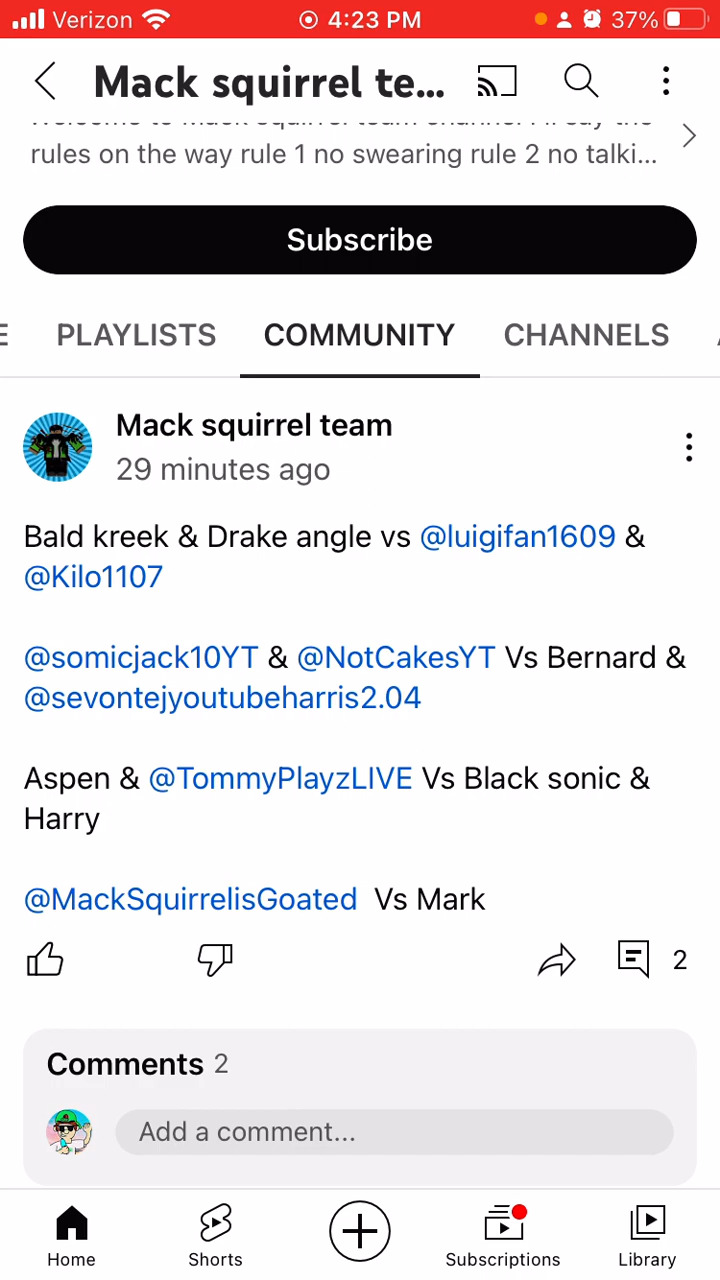 Verizon 4:23 PM 37%
Mack squirrel te...
rules on the way rule 1 no swearing rule 2 no talki...
Subscribe
E PLAYLISTS COMMUNITY CHANNELS
Mack squirrel team
29 minutes ago
Bald kreek & Drake angle vs @luigifan1609 &
@Kilo1107
@somicjack10YT & @NotCakesYT Vs Bernard &
@sevontejyoutubeharris2.04
Aspen & @TommyPlayzLIVE Vs Black sonic &
Harry
@MackSquirrelisGoated Vs Mark
2
Comments 2
Add a comment...
Home Shorts Subscriptions Library